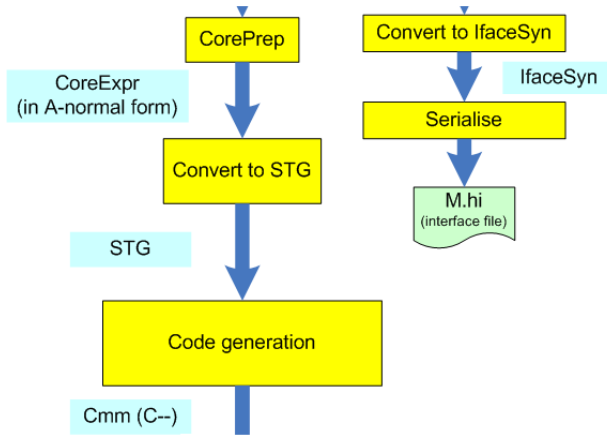 CorePrep
CoreExpr
(in A-normal form)
Convert to STG
STG
Code generation
Cmm (C--)
Convert to IfaceSyn
IfaceSyn
Serialise
M.hi
(interface file)